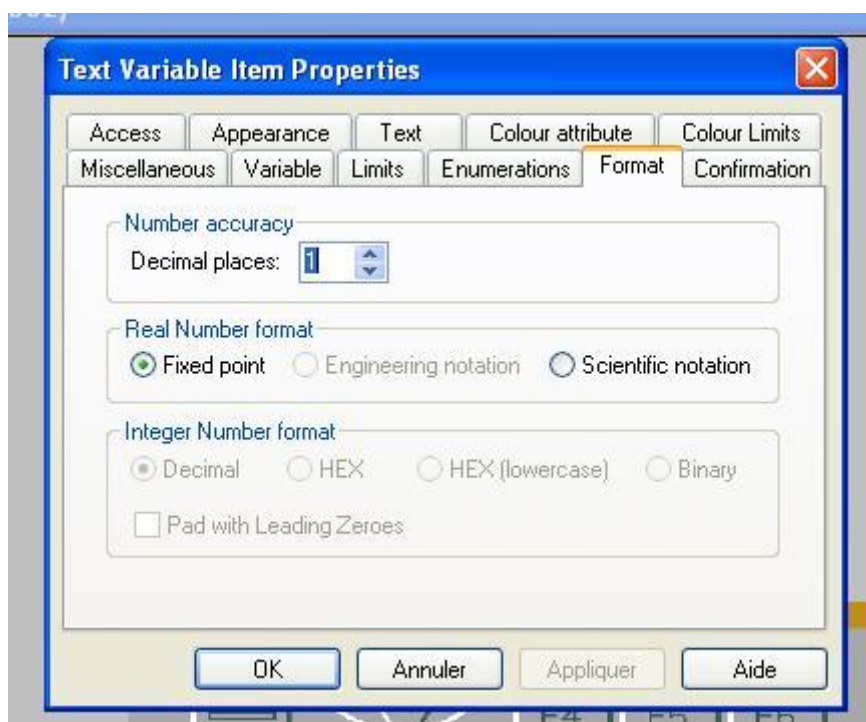 Text Variable Item Properties
Access Appearance Text Colour attribute Colour Limits
Miscellaneous Variable Limits Enumerations Format Confirmation
Number accuracy
Decimal places: 1
Real Number format
Fixed point Engineering notation Scientific notation
Integer Number format
Decimal HEX HEX (lowercase) Binary
Pad with Leading Zeroes
OK Annuler Appliquer Aide